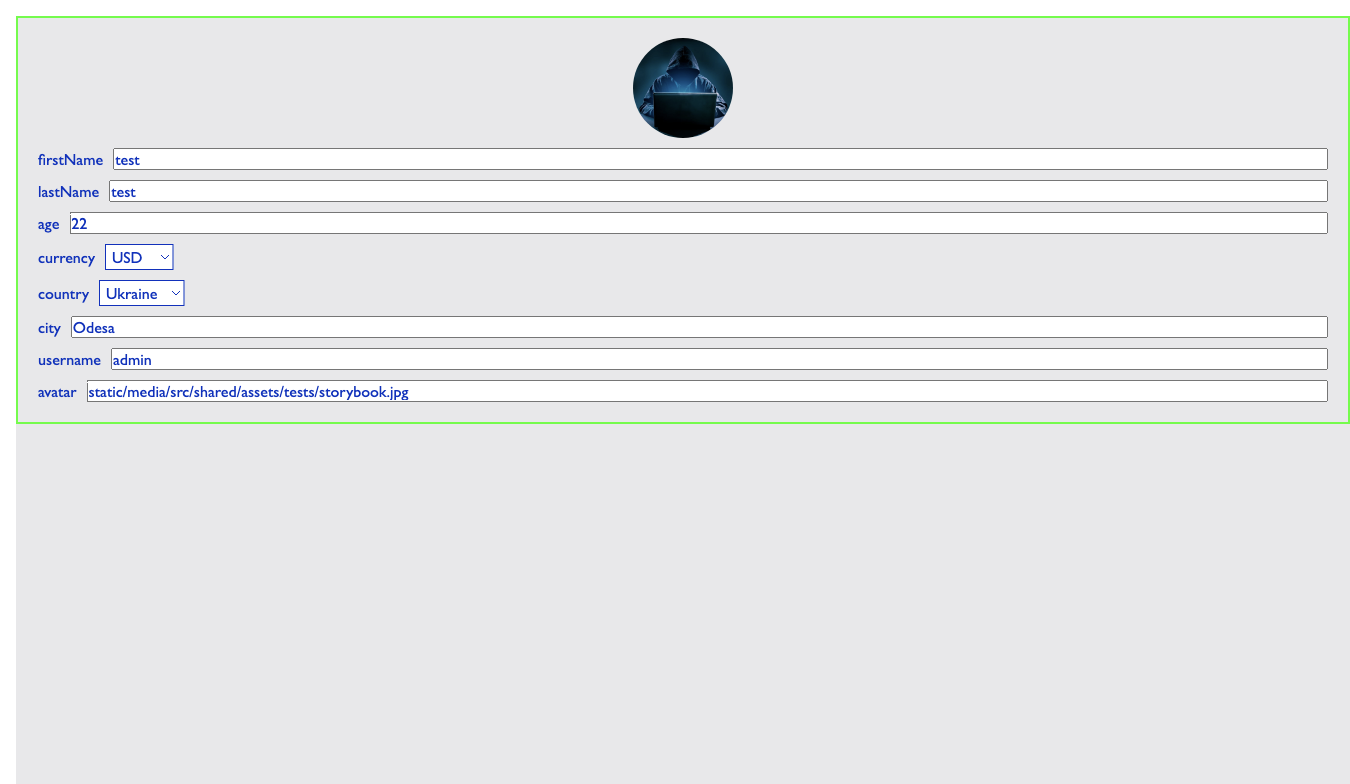 firstName test
lastName test
age 22
currency USD
country Ukraine
city Odesa
username admin
avatar static/media/src/shared/assets/tests/storybook.jpg